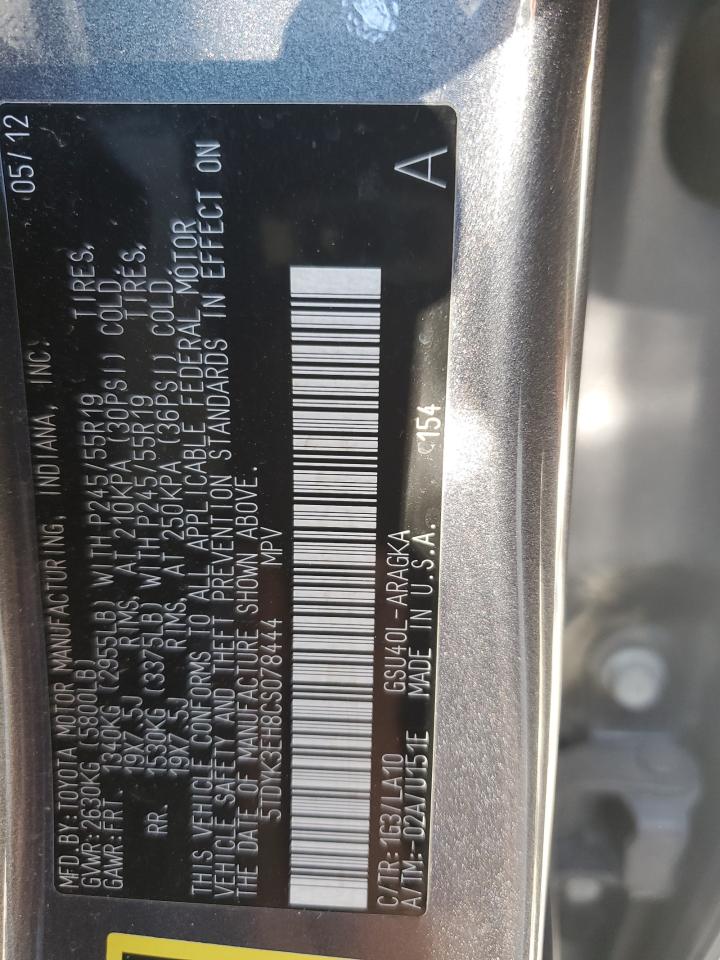 MFD.BY:TOYOTA MOTOR MANUFACTURING, INDIANA, INC. 05/12
GVWR:2630KG (5800LB)
GAWR:FRT. 1340KG (2955LB) WITH P245/55R19 TIRES,
19X7.5J RIMS, AT 210KPA (30PSI) COLD
RR. 1530KG (3375LB) WITH P245/55R19 TIRES,
19X7.5J RIMS, AT 250KPA (36PSI) COLD
THIS VEHICLE CONFORMS TO ALL APPLICABLE FEDERAL MOTOR
VEHICLE SAFETY AND THEFT PREVENTION STANDARDS IN EFFECT ON
THE DATE OF MANUFACTURE SHOWN ABOVE.
5TDYK3EH8CS078444 MPV
C/TR:1G3/LA10 GSU40L-ARAGKA A
A/TM:-02A/U151E MADE IN U.S.A. C154